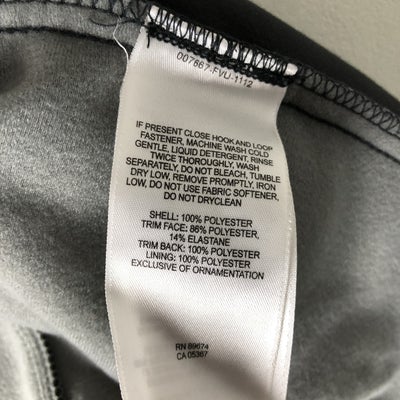 007667-FVU-1112
IF PRESENT CLOSE HOOK AND LOOP
FASTENER, MACHINE WASH COLD
GENTLE, LIQUID DETERGENT, RINSE
TWICE THOROUGHLY, WASH
SEPARATELY, DO NOT BLEACH, TUMBLE
DRY LOW, REMOVE PROMPTLY, IRON
LOW, DO NOT USE FABRIC SOFTENER,
DO NOT DRYCLEAN
SHELL: 100% POLYESTER
TRIM FACE: 86% POLYESTER,
14% ELASTANE
TRIM BACK: 100% POLYESTER
LINING: 100% POLYESTER
EXCLUSIVE OF ORNAMENTATION
RN 89674
CA 05367